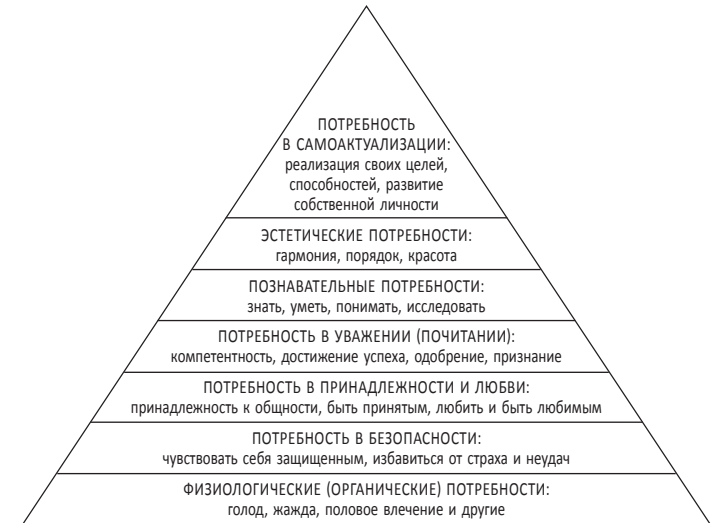 ПОТРЕБНОСТЬ
В САМОАКТУАЛИЗАЦИИ:
реализация своих целей,
способностей, развитие
собственной личности
ЭСТЕТИЧЕСКИЕ ПОТРЕБНОСТИ:
гармония, порядок, красота
ПОЗНАВАТЕЛЬНЫЕ ПОТРЕБНОСТИ:
знать, уметь, понимать, исследовать
ПОТРЕБНОСТЬ В УВАЖЕНИИ (ПОЧИТАНИИ):
компетентность, достижение успеха, одобрение, признание
ПОТРЕБНОСТЬ В ПРИНАДЛЕЖНОСТИ И ЛЮБВИ:
принадлежность к общности, быть принятым, любить и быть любимым
ПОТРЕБНОСТЬ В БЕЗОПАСНОСТИ:
чувствовать себя защищенным, избавиться от страха и неудач
ФИЗИОЛОГИЧЕСКИЕ (ОРГАНИЧЕСКИЕ) ПОТРЕБНОСТИ:
голод, жажда, половое влечение и другие